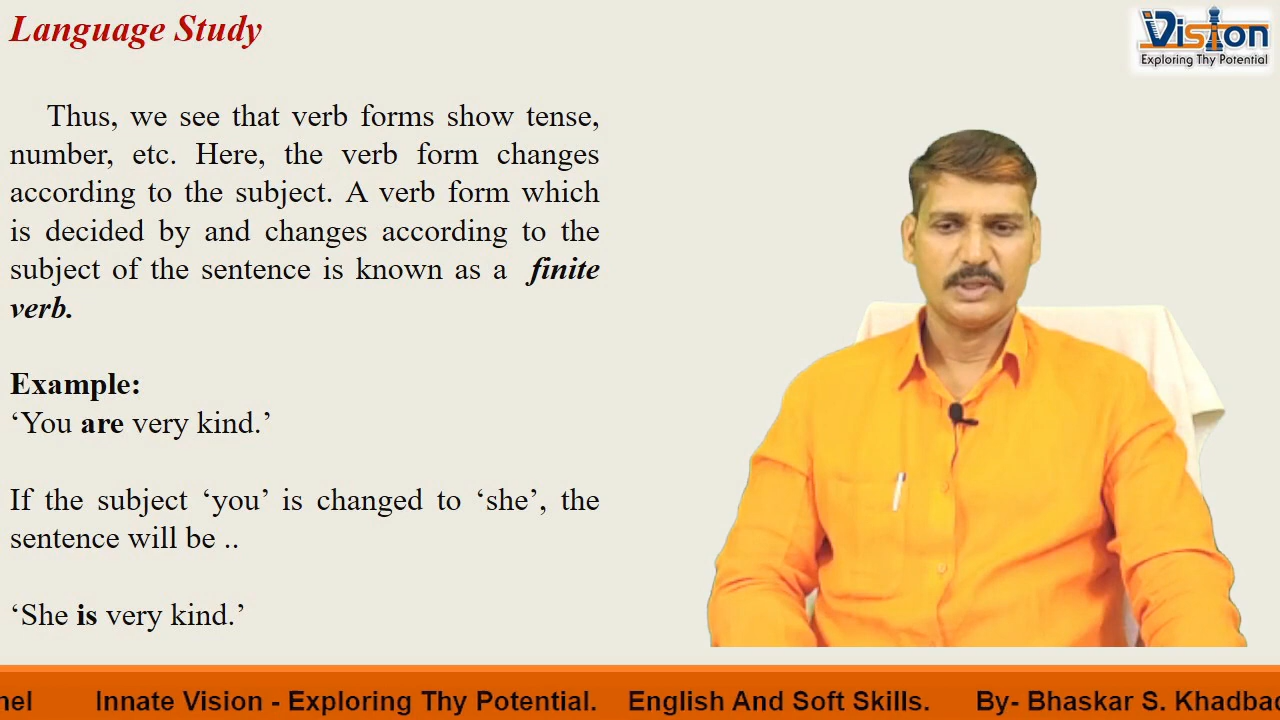 Language Study
Vision
Exploring Thy Potential
Thus, we see that verb forms show tense,
number, etc. Here, the verb form changes
according to the subject. A verb form which
is decided by and changes according to the
subject of the sentence is known as a finite
verb.
Example:
‘You are very kind.’
If the subject ‘you’ is changed to ‘she’, the
sentence will be ..
‘She is very kind.’
Innate Vision - Exploring Thy Potential. English And Soft Skills. By- Bhaskar S.